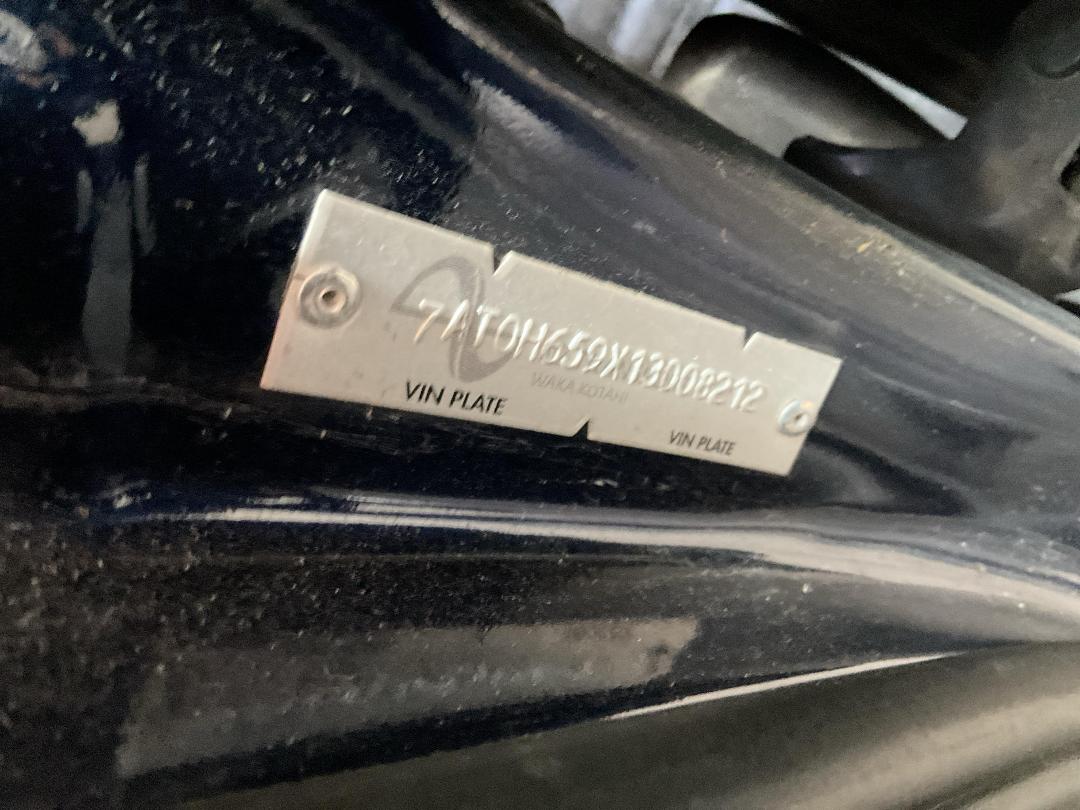 7AT0H659X13008212
WAKA KOTAHI
VIN PLATE
VIN PLATE